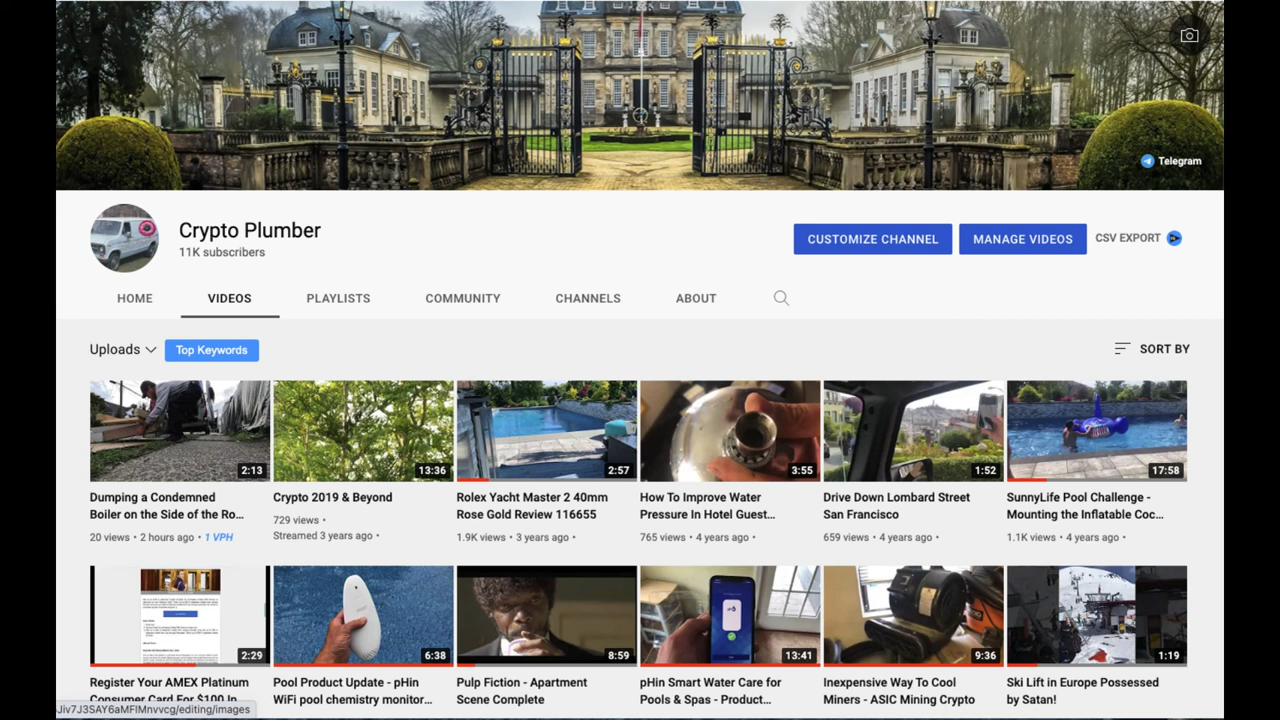 Telegram
Crypto Plumber
11K subscribers
CUSTOMIZE CHANNEL
MANAGE VIDEOS
CSV EXPORT
HOME
VIDEOS
PLAYLISTS
COMMUNITY
CHANNELS
ABOUT
Uploads
Top Keywords
SORT BY
2:13
13:36
2:57
3:55
1:52
17:58
Dumping a Condemned
Boiler on the Side of the Ro...
20 views • 2 hours ago • 1 VPH
Crypto 2019 & Beyond
729 views •
Streamed 3 years ago •
Rolex Yacht Master 2 40mm
Rose Gold Review 116655
1.9K views • 3 years ago •
How To Improve Water
Pressure In Hotel Guest...
765 views • 4 years ago •
Drive Down Lombard Street
San Francisco
659 views • 4 years ago •
SunnyLife Pool Challenge -
Mounting the Inflatable Coc...
1.1K views • 4 years ago •
2:29
6:38
8:59
13:41
9:36
1:19
Register Your AMEX Platinum
Consumer Card For $100 In
Pool Product Update - pHin
WiFi pool chemistry monitor...
Pulp Fiction - Apartment
Scene Complete
pHin Smart Water Care for
Pools & Spas - Product...
Inexpensive Way To Cool
Miners - ASIC Mining Crypto
Ski Lift in Europe Possessed
by Satan!
/editing/images